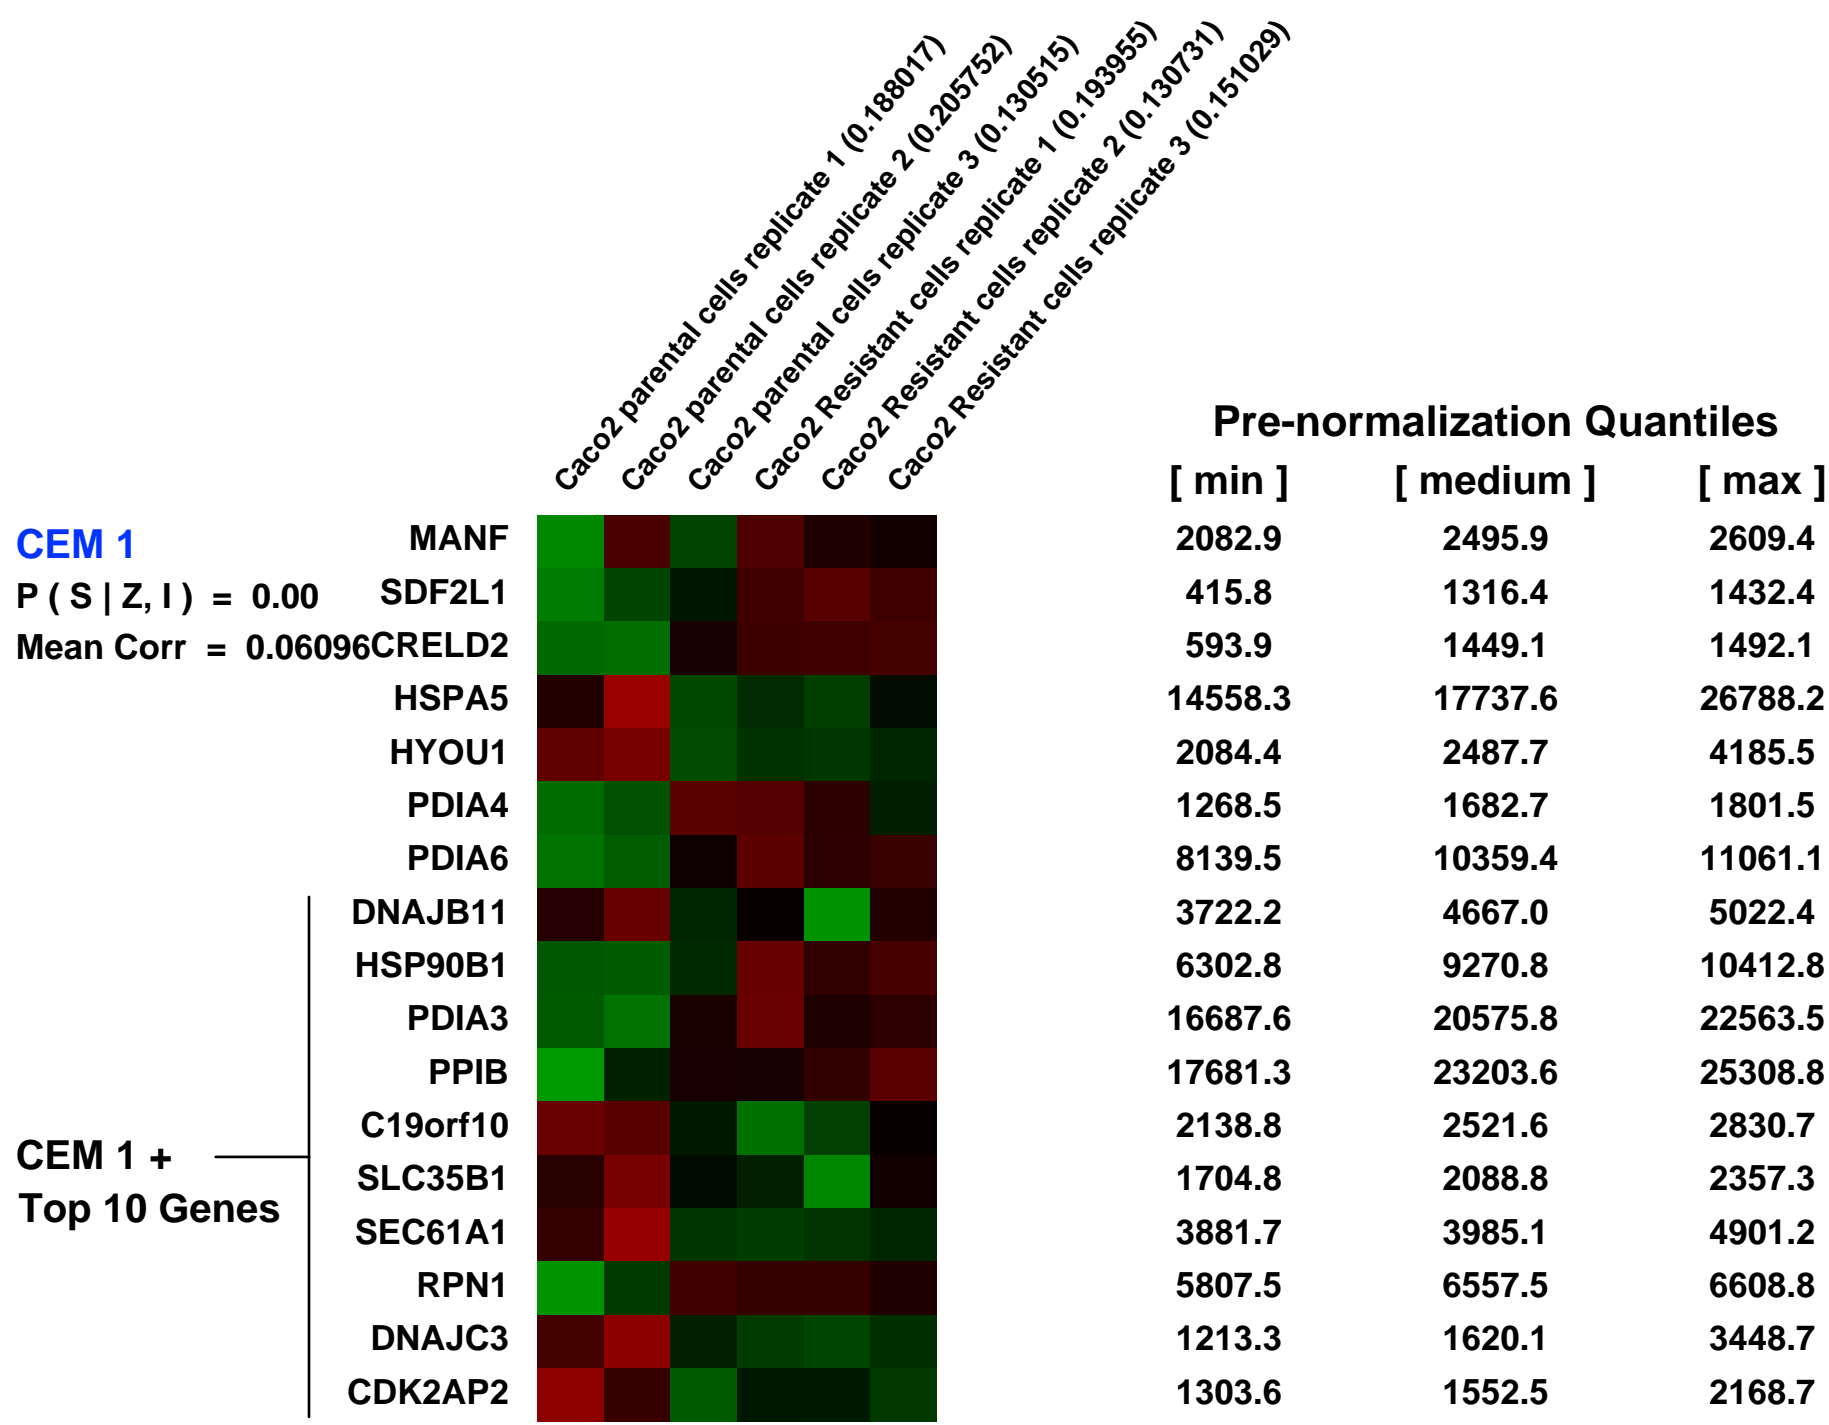 Caco2 parental cells replicate 1 (0.188017)
Caco2 parental cells replicate 2 (0.205752)
Caco2 parental cells replicate 3 (0.130515)
Caco2 Resistant cells replicate 1 (0.193955)
Caco2 Resistant cells replicate 2 (0.130731)
Caco2 Resistant cells replicate 3 (0.151029)
Pre-normalization Quantiles
[ min ] [ medium ] [ max ]
CEM 1
P ( S | Z, I ) = 0.00
Mean Corr = 0.06096
MANF 2082.9 2495.9 2609.4
SDF2L1 415.8 1316.4 1432.4
CRELD2 593.9 1449.1 1492.1
HSPA5 14558.3 17737.6 26788.2
HYOU1 2084.4 2487.7 4185.5
PDIA4 1268.5 1682.7 1801.5
PDIA6 8139.5 10359.4 11061.1
DNAJB11 3722.2 4667.0 5022.4
HSP90B1 6302.8 9270.8 10412.8
PDIA3 16687.6 20575.8 22563.5
PPIB 17681.3 23203.6 25308.8
C19orf10 2138.8 2521.6 2830.7
SLC35B1 1704.8 2088.8 2357.3
SEC61A1 3881.7 3985.1 4901.2
RPN1 5807.5 6557.5 6608.8
DNAJC3 1213.3 1620.1 3448.7
CDK2AP2 1303.6 1552.5 2168.7
CEM 1 +
Top 10 Genes